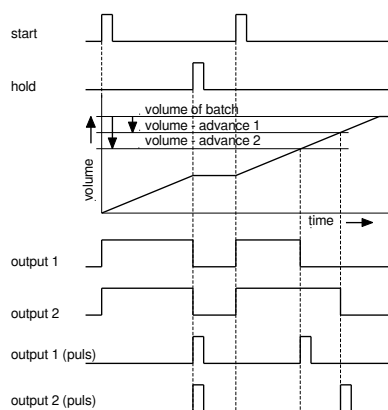 start
hold
volume of batch
volume - advance 1
volume - advance 2
volume
time
output 1
output 2
output 1 (puls)
output 2 (puls)